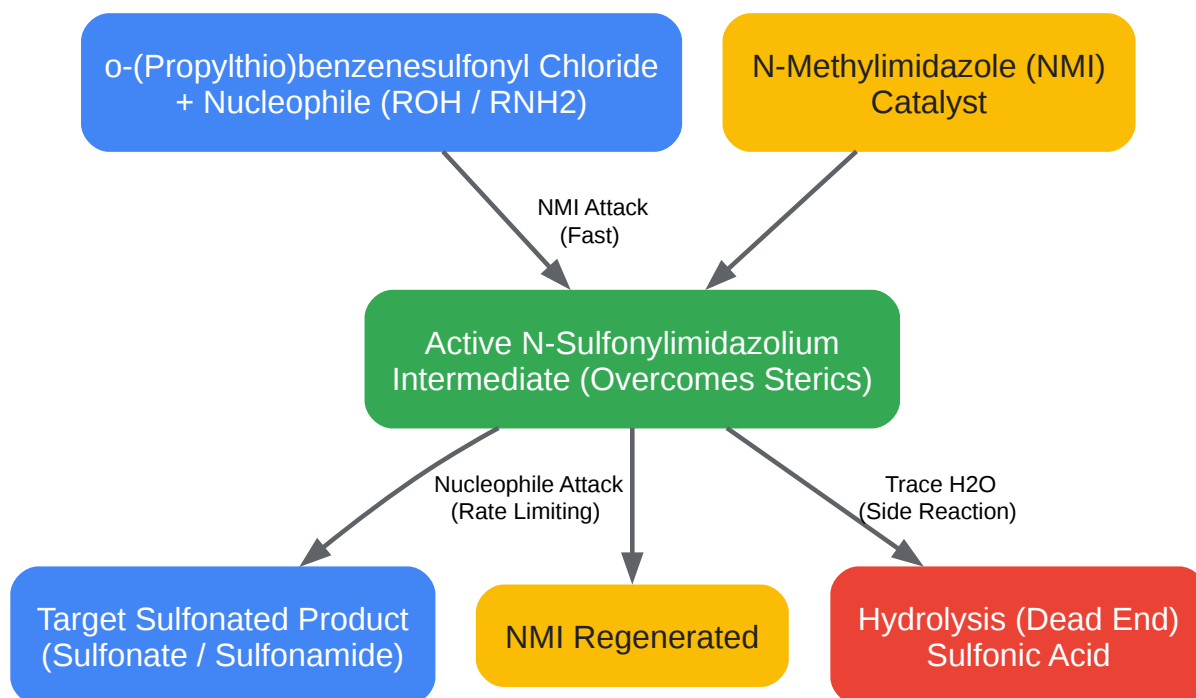 o-(Propylthio)benzenesulfonyl Chloride
+ Nucleophile (ROH / RNH2)
N-Methylimidazole (NMI)
Catalyst
NMI Attack
(Fast)
Active N-Sulfonylimidazolium
Intermediate (Overcomes Sterics)
Nucleophile Attack
(Rate Limiting)
Trace H2O
(Side Reaction)
Target Sulfonated Product
(Sulfonate / Sulfonamide)
NMI Regenerated
Hydrolysis (Dead End)
Sulfonic Acid